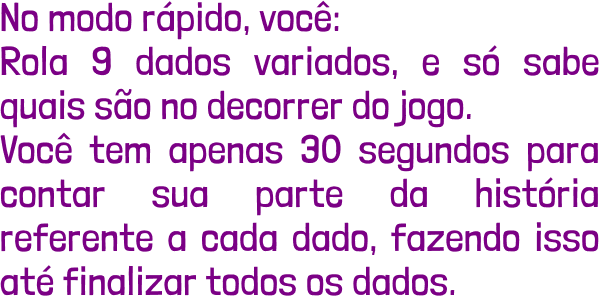 No modo rápido, você:
Rola 9 dados variados, e só sabe
quais são no decorrer do jogo.
Você tem apenas 30 segundos para
contar sua parte da história
referente a cada dado, fazendo isso
até finalizar todos os dados.